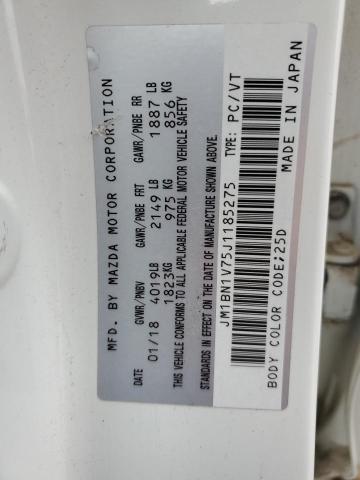 MFD. BY MAZDA MOTOR CORPORATION
DATE GVWR/PNBV GAWR/PNBE FRT GAWR/PNBE RR
01/18 4019LB 2149 LB 1887 LB
1823KG 975 KG 856 KG
THIS VEHICLE CONFORMS TO ALL APPLICABLE FEDERAL MOTOR VEHICLE SAFETY
STANDARDS IN EFFECT ON THE DATE OF MANUFACTURE SHOWN ABOVE.
JM1BN1V75J1185275 TYPE: PC/VT
BODY COLOR CODE;25D MADE IN JAPAN